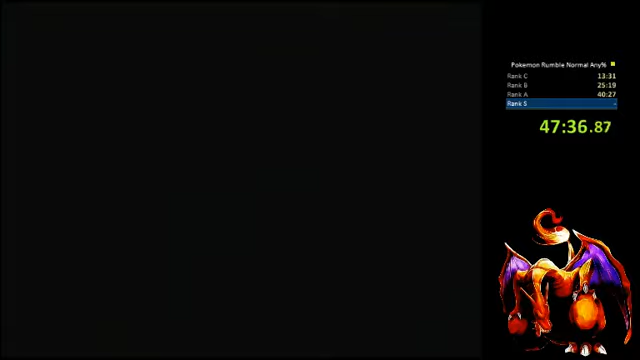 Pokemon Rumble Normal Any%
Rank C 13:31
Rank B 25:19
Rank A 40:27
Rank S -
47:36.87